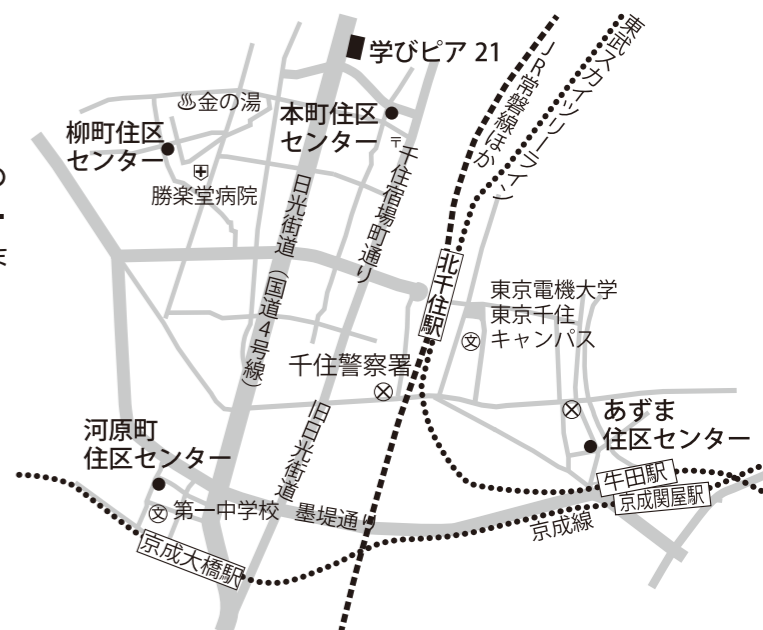 学びピア 21
♨金の湯
本町住区
センター
柳町住区
センター
勝楽堂病院
の
ま
〒
千住宿場町通り
JR常磐線ほか
東武スカイツリーライン
日光街道(国道4号線)
北千住駅
東京電機大学
東京千住
キャンパス
文
千住警察署
旧日光街道
あずま
住区センター
河原町
住区センター
文 第一中学校
墨堤通り
牛田駅
京成関屋駅
京成線
京成大橋駅